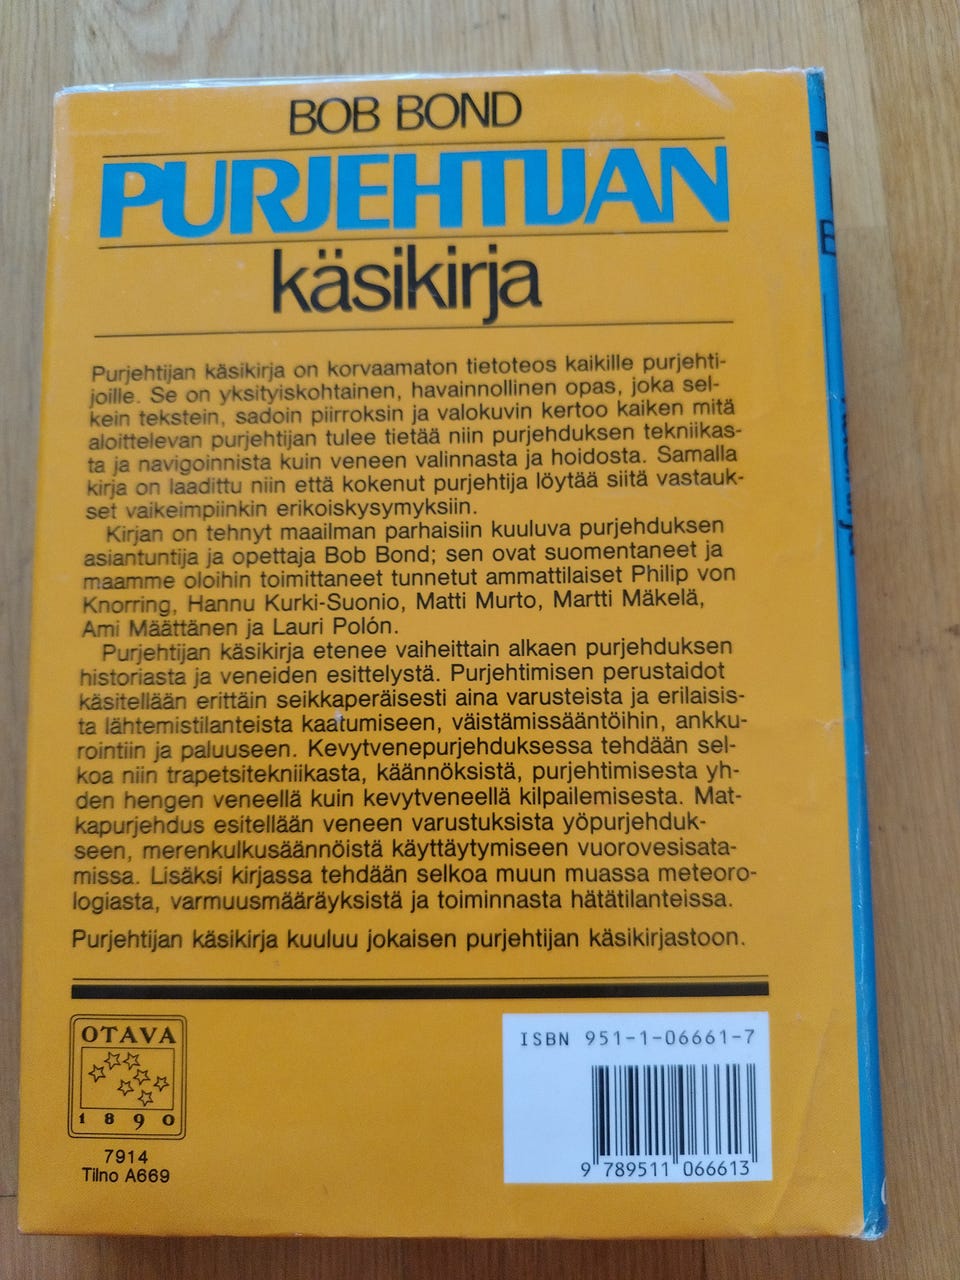 BOB BOND
PURJEHTIJAN
käsikirja
Purjehtijan käsikirja on korvaamaton tietoteos kaikille purjehti-
joille. Se on yksityiskohtainen, havainnollinen opas, joka sel-
kein tekstein, sadoin piirroksin ja valokuvin kertoo kaiken mitä
aloittelevan purjehtijan tulee tietää niin purjehduksen tekniikas-
ta ja navigoinnista kuin veneen valinnasta ja hoidosta. Samalla
kirja on laadittu niin että kokenut purjehtija löytää siitä vastauk-
set vaikeimpiinkin erikoiskysymyksiin.
Kirjan on tehnyt maailman parhaisiin kuuluva purjehduksen
asiantuntija ja opettaja Bob Bond; sen ovat suomentaneet ja
maamme oloihin toimittaneet tunnetut ammattilaiset Philip von
Knorring, Hannu Kurki-Suonio, Matti Murto, Martti Mäkelä,
Ami Määttänen ja Lauri Polón.
Purjehtijan käsikirja etenee vaiheittain alkaen purjehduksen
historiasta ja veneiden esittelystä. Purjehtimisen perustaidot
käsitellään erittäin seikkaperäisesti aina varusteista ja erilaisis-
ta lähtemistilanteista kaatumiseen, väistämissääntöihin, ankku-
rointiin ja paluuseen. Kevytvenepurjehduksessa tehdään sel-
koa niin trapetsitekniikasta, käännöksistä, purjehtimisesta yh-
den hengen veneellä kuin kevytveneellä kilpailemisesta. Mat-
kapurjehdus esitellään veneen varustuksista yöpurjehduk-
seen, merenkulkusäännöistä käyttäytymiseen vuorovesisata-
missa. Lisäksi kirjassa tehdään selkoa muun muassa meteoro-
logiasta, varmuusmääräyksistä ja toiminnasta hätätilanteissa.
Purjehtijan käsikirja kuuluu jokaisen purjehtijan käsikirjastoon.
OTAVA
1890
7914
Tilno A669
ISBN 951-1-06661-7
9 789511 066613